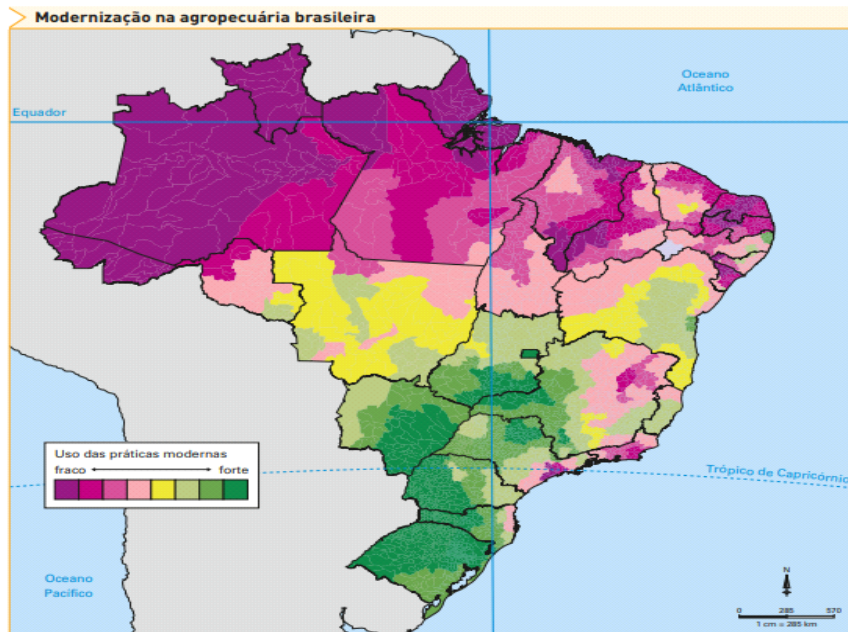 Modernização na agropecuária brasileira
Oceano
Atlântico
Equador
Uso das práticas modernas
fraco
forte
Trópico de Capricórnio
Oceano
Pacífico
N
0 285 570
1 cm = 285 km